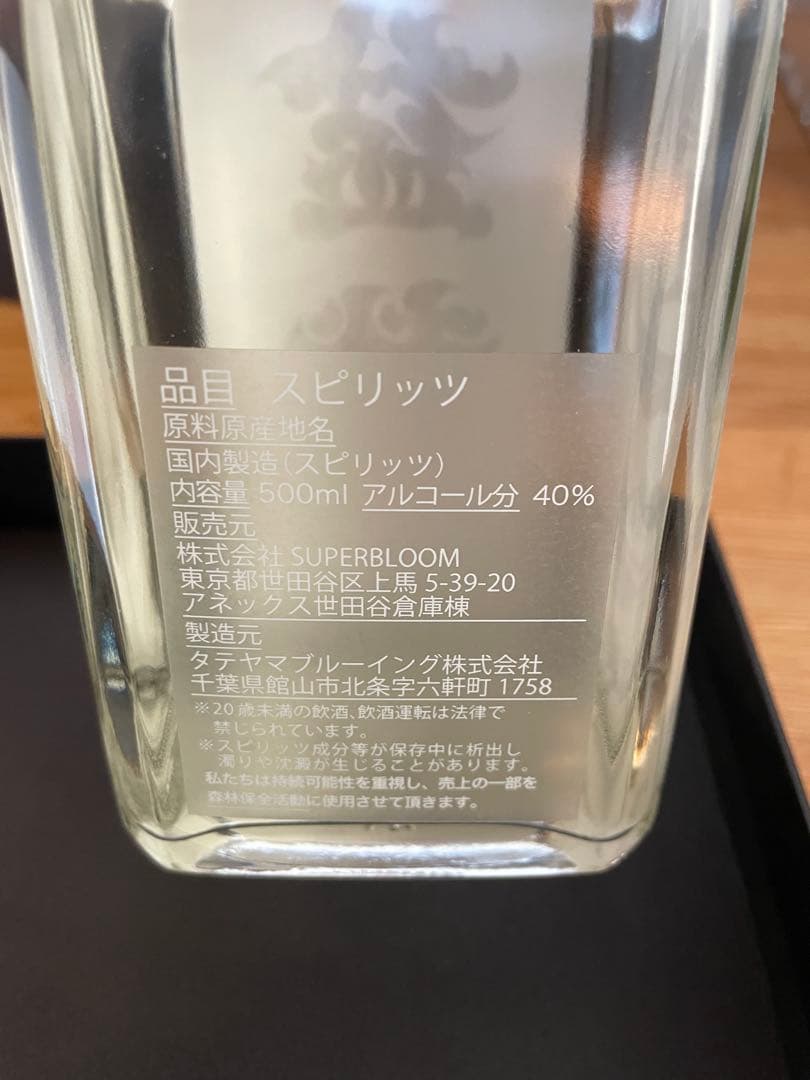 品目 スピリッツ
原料原産地名
国内製造(スピリッツ)
内容量 500ml アルコール分 40%
販売元
株式会社 SUPERBLOOM
東京都世田谷区上馬 5-39-20
アネックス世田谷倉庫棟
製造元
タテヤマブルーイング株式会社
千葉県館山市北条字六軒町 1758
※20歳未満の飲酒、飲酒運転は法律で
禁じられています。
※スピリッツ成分等が保存中に析出し
濁りや沈澱が生じることがあります。
私たちは持続可能性を重視し、売上の一部を
森林保全活動に使用させて頂きます。